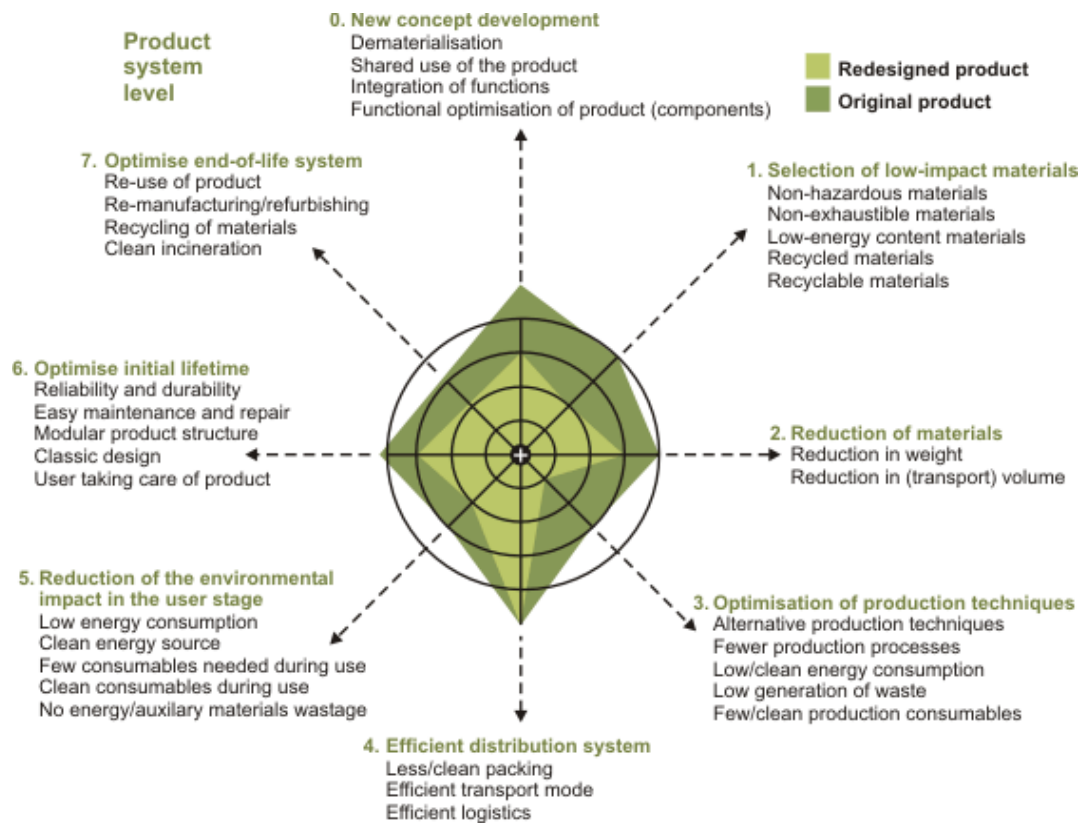 Product
system
level
0. New concept development
Dematerialisation
Shared use of the product
Integration of functions
Functional optimisation of product (components)
Redesigned product
Original product
7. Optimise end-of-life system
Re-use of product
Re-manufacturing/refurbishing
Recycling of materials
Clean incineration
1. Selection of low-impact materials
Non-hazardous materials
Non-exhaustible materials
Low-energy content materials
Recycled materials
Recyclable materials
6. Optimise initial lifetime
Reliability and durability
Easy maintenance and repair
Modular product structure
Classic design
User taking care of product
2. Reduction of materials
Reduction in weight
Reduction in (transport) volume
5. Reduction of the environmental
impact in the user stage
Low energy consumption
Clean energy source
Few consumables needed during use
Clean consumables during use
No energy/auxilary materials wastage
3. Optimisation of production techniques
Alternative production techniques
Fewer production processes
Low/clean energy consumption
Low generation of waste
Few/clean production consumables
4. Efficient distribution system
Less/clean packing
Efficient transport mode
Efficient logistics